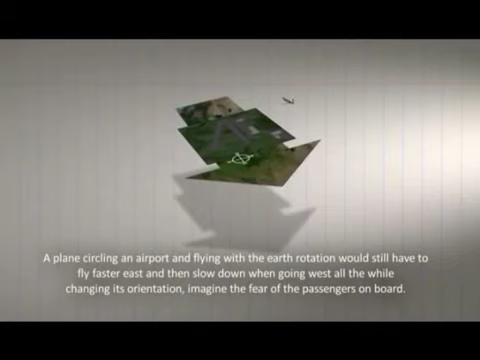 A plane circling an airport and flying with the earth rotation would still have to
fly faster east and then slow down when going west all the while
changing its orientation, imagine the fear of the passengers on board.